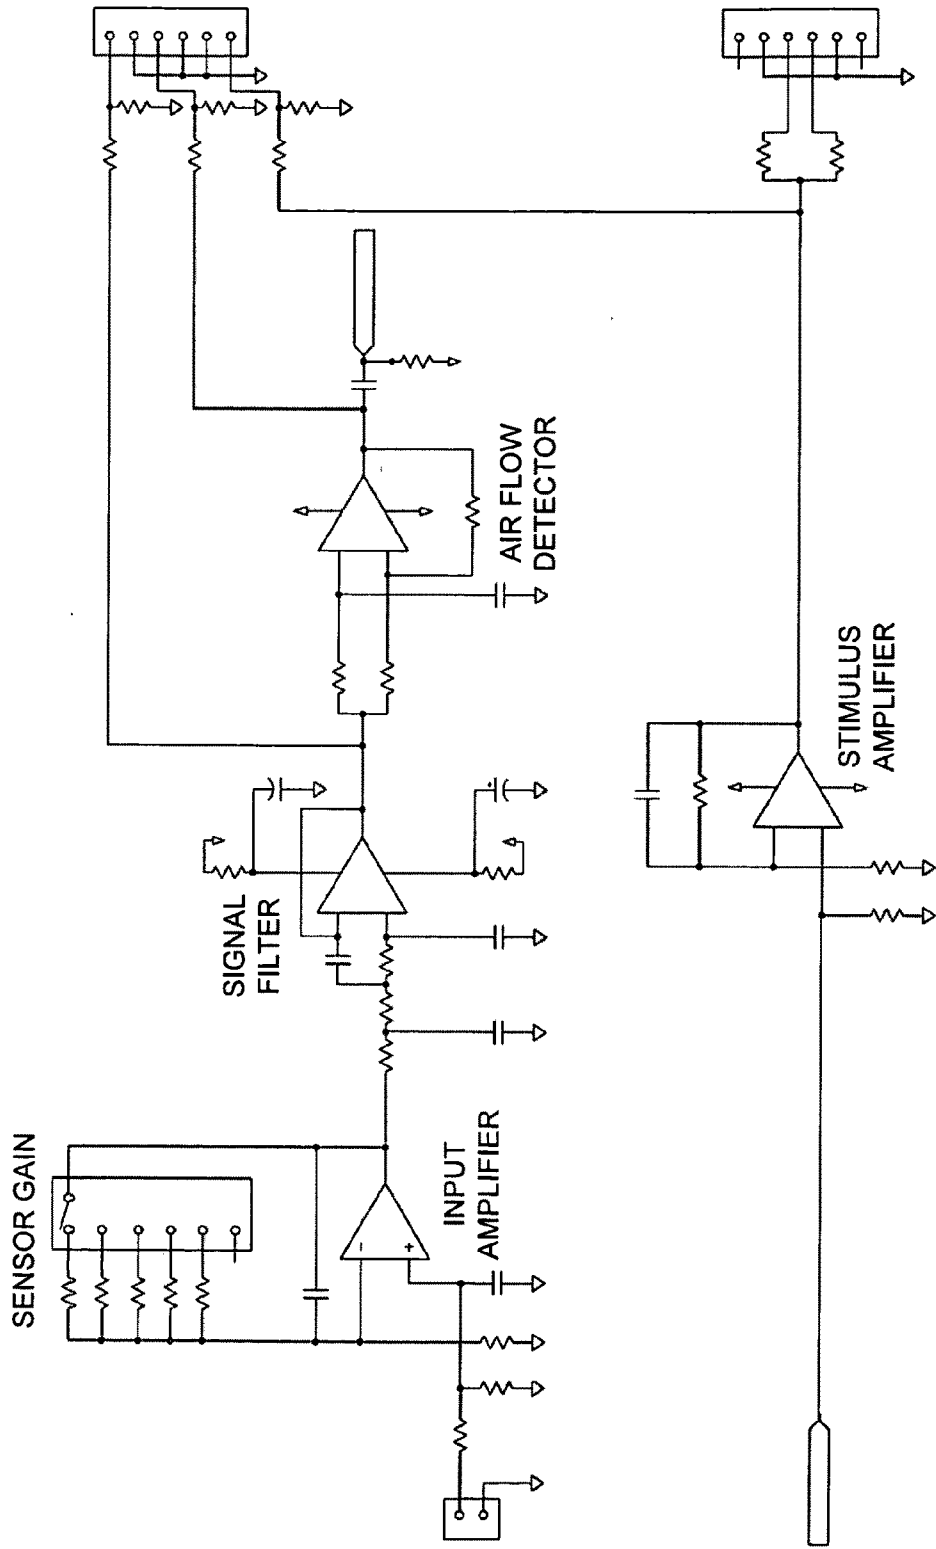 SENSOR GAIN
INPUT
AMPLIFIER
SIGNAL
FILTER
AIR FLOW
DETECTOR
STIMULUS
AMPLIFIER